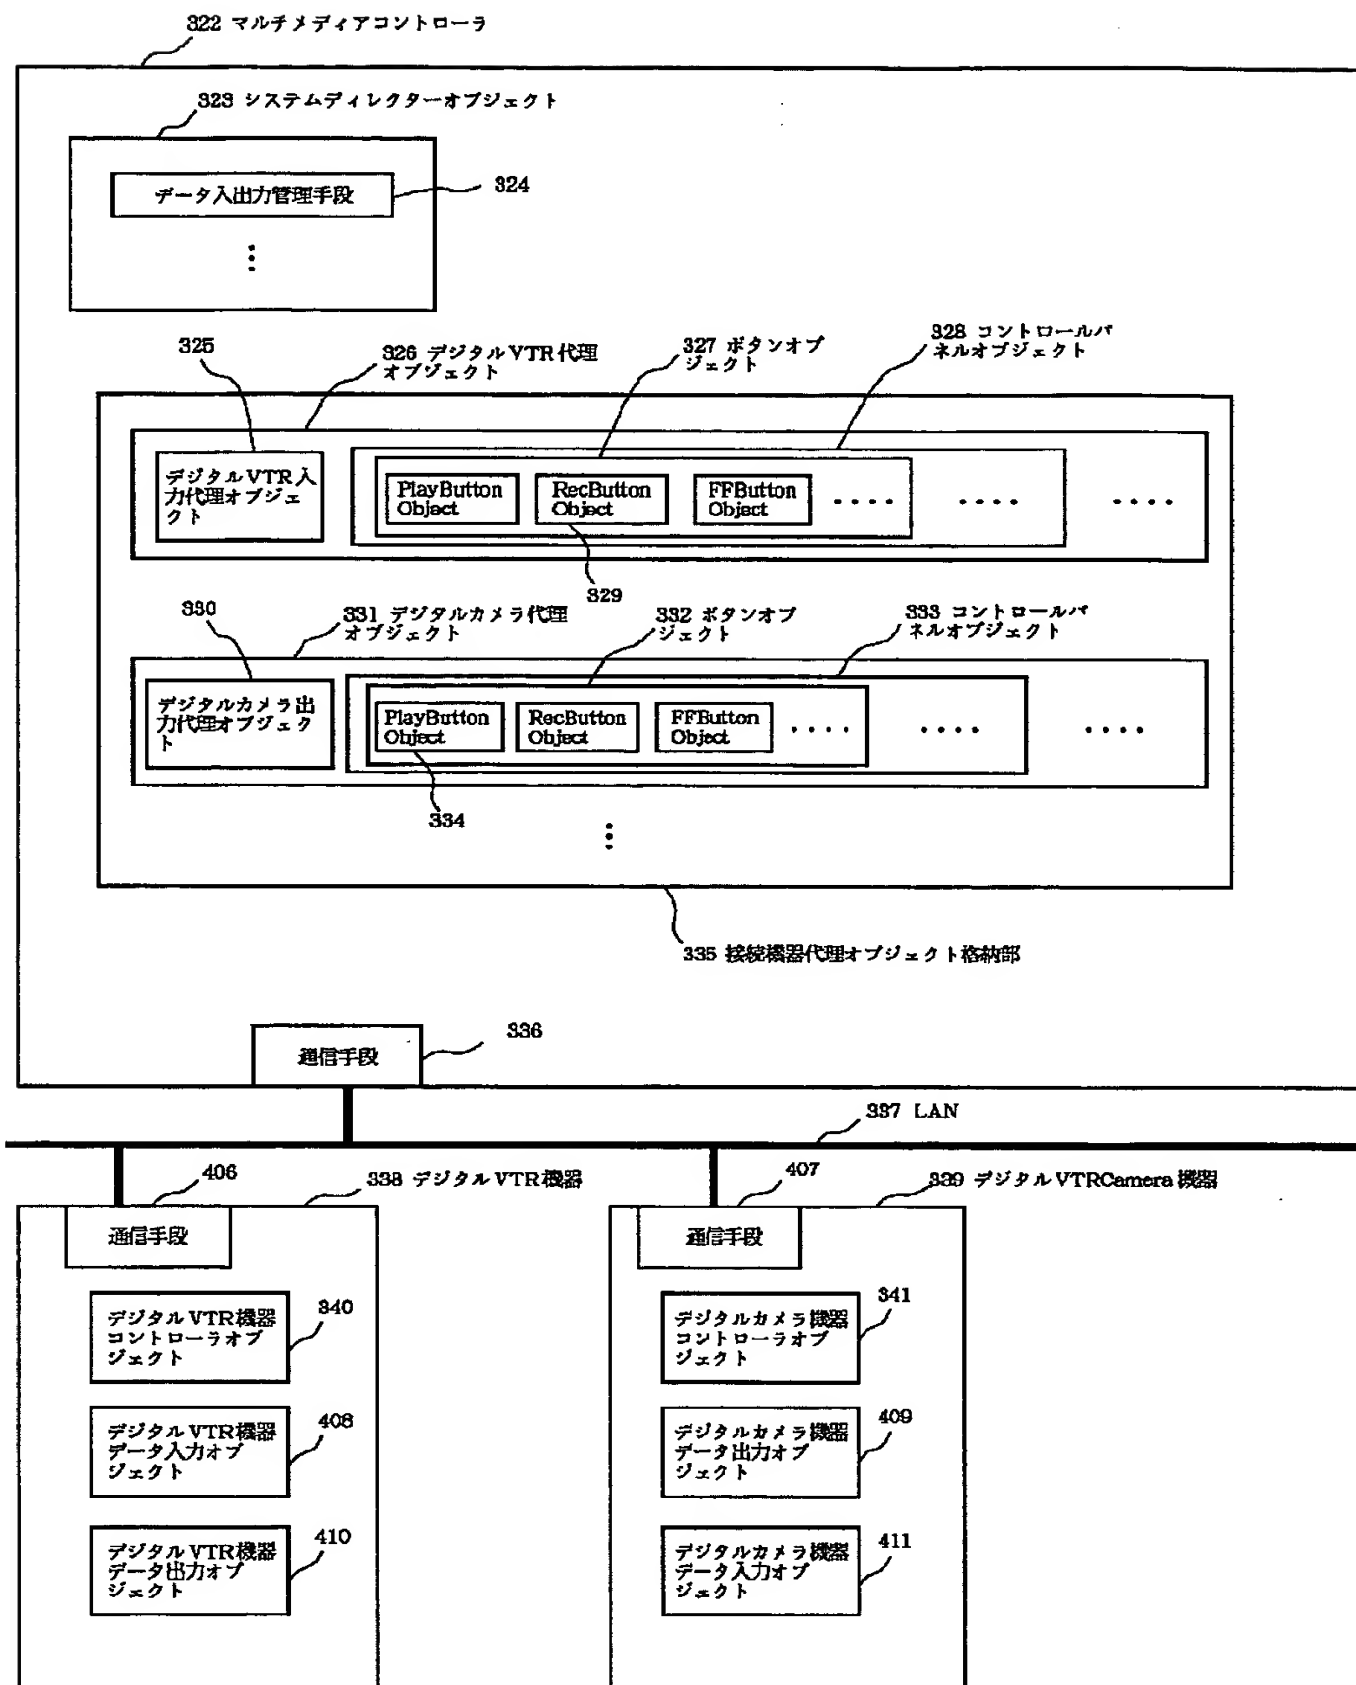 322 マルチメディアコントローラ
323 システムディレクターオブジェクト
データ入出力管理手段
324
325
326 デジタルVTR代理
オブジェクト
327 ボタンオブ
ジェクト
328 コントロールパ
ネルオブジェクト
デジタルVTR入
力代理オブジェ
クト
PlayButton
Object
RecButton
Object
FFButton
Object
329
330
331 デジタルカメラ代理
オブジェクト
332 ボタンオブ
ジェクト
333 コントロールパ
ネルオブジェクト
デジタルカメラ出
力代理オブジェク
ト
PlayButton
Object
RecButton
Object
FFButton
Object
334
335 接続機器代理オブジェクト格納部
通信手段
336
337 LAN
406
338 デジタルVTR機器
407
339 デジタルVTRCamera機器
通信手段
通信手段
デジタルVTR機器
コントローラオブ
ジェクト
340
デジタルカメラ機器
コントローラオブ
ジェクト
341
デジタルVTR機器
データ入力オブ
ジェクト
408
デジタルカメラ機器
データ出力オブ
ジェクト
409
デジタルVTR機器
データ出力オブ
ジェクト
410
デジタルカメラ機器
データ入力オブ
ジェクト
411